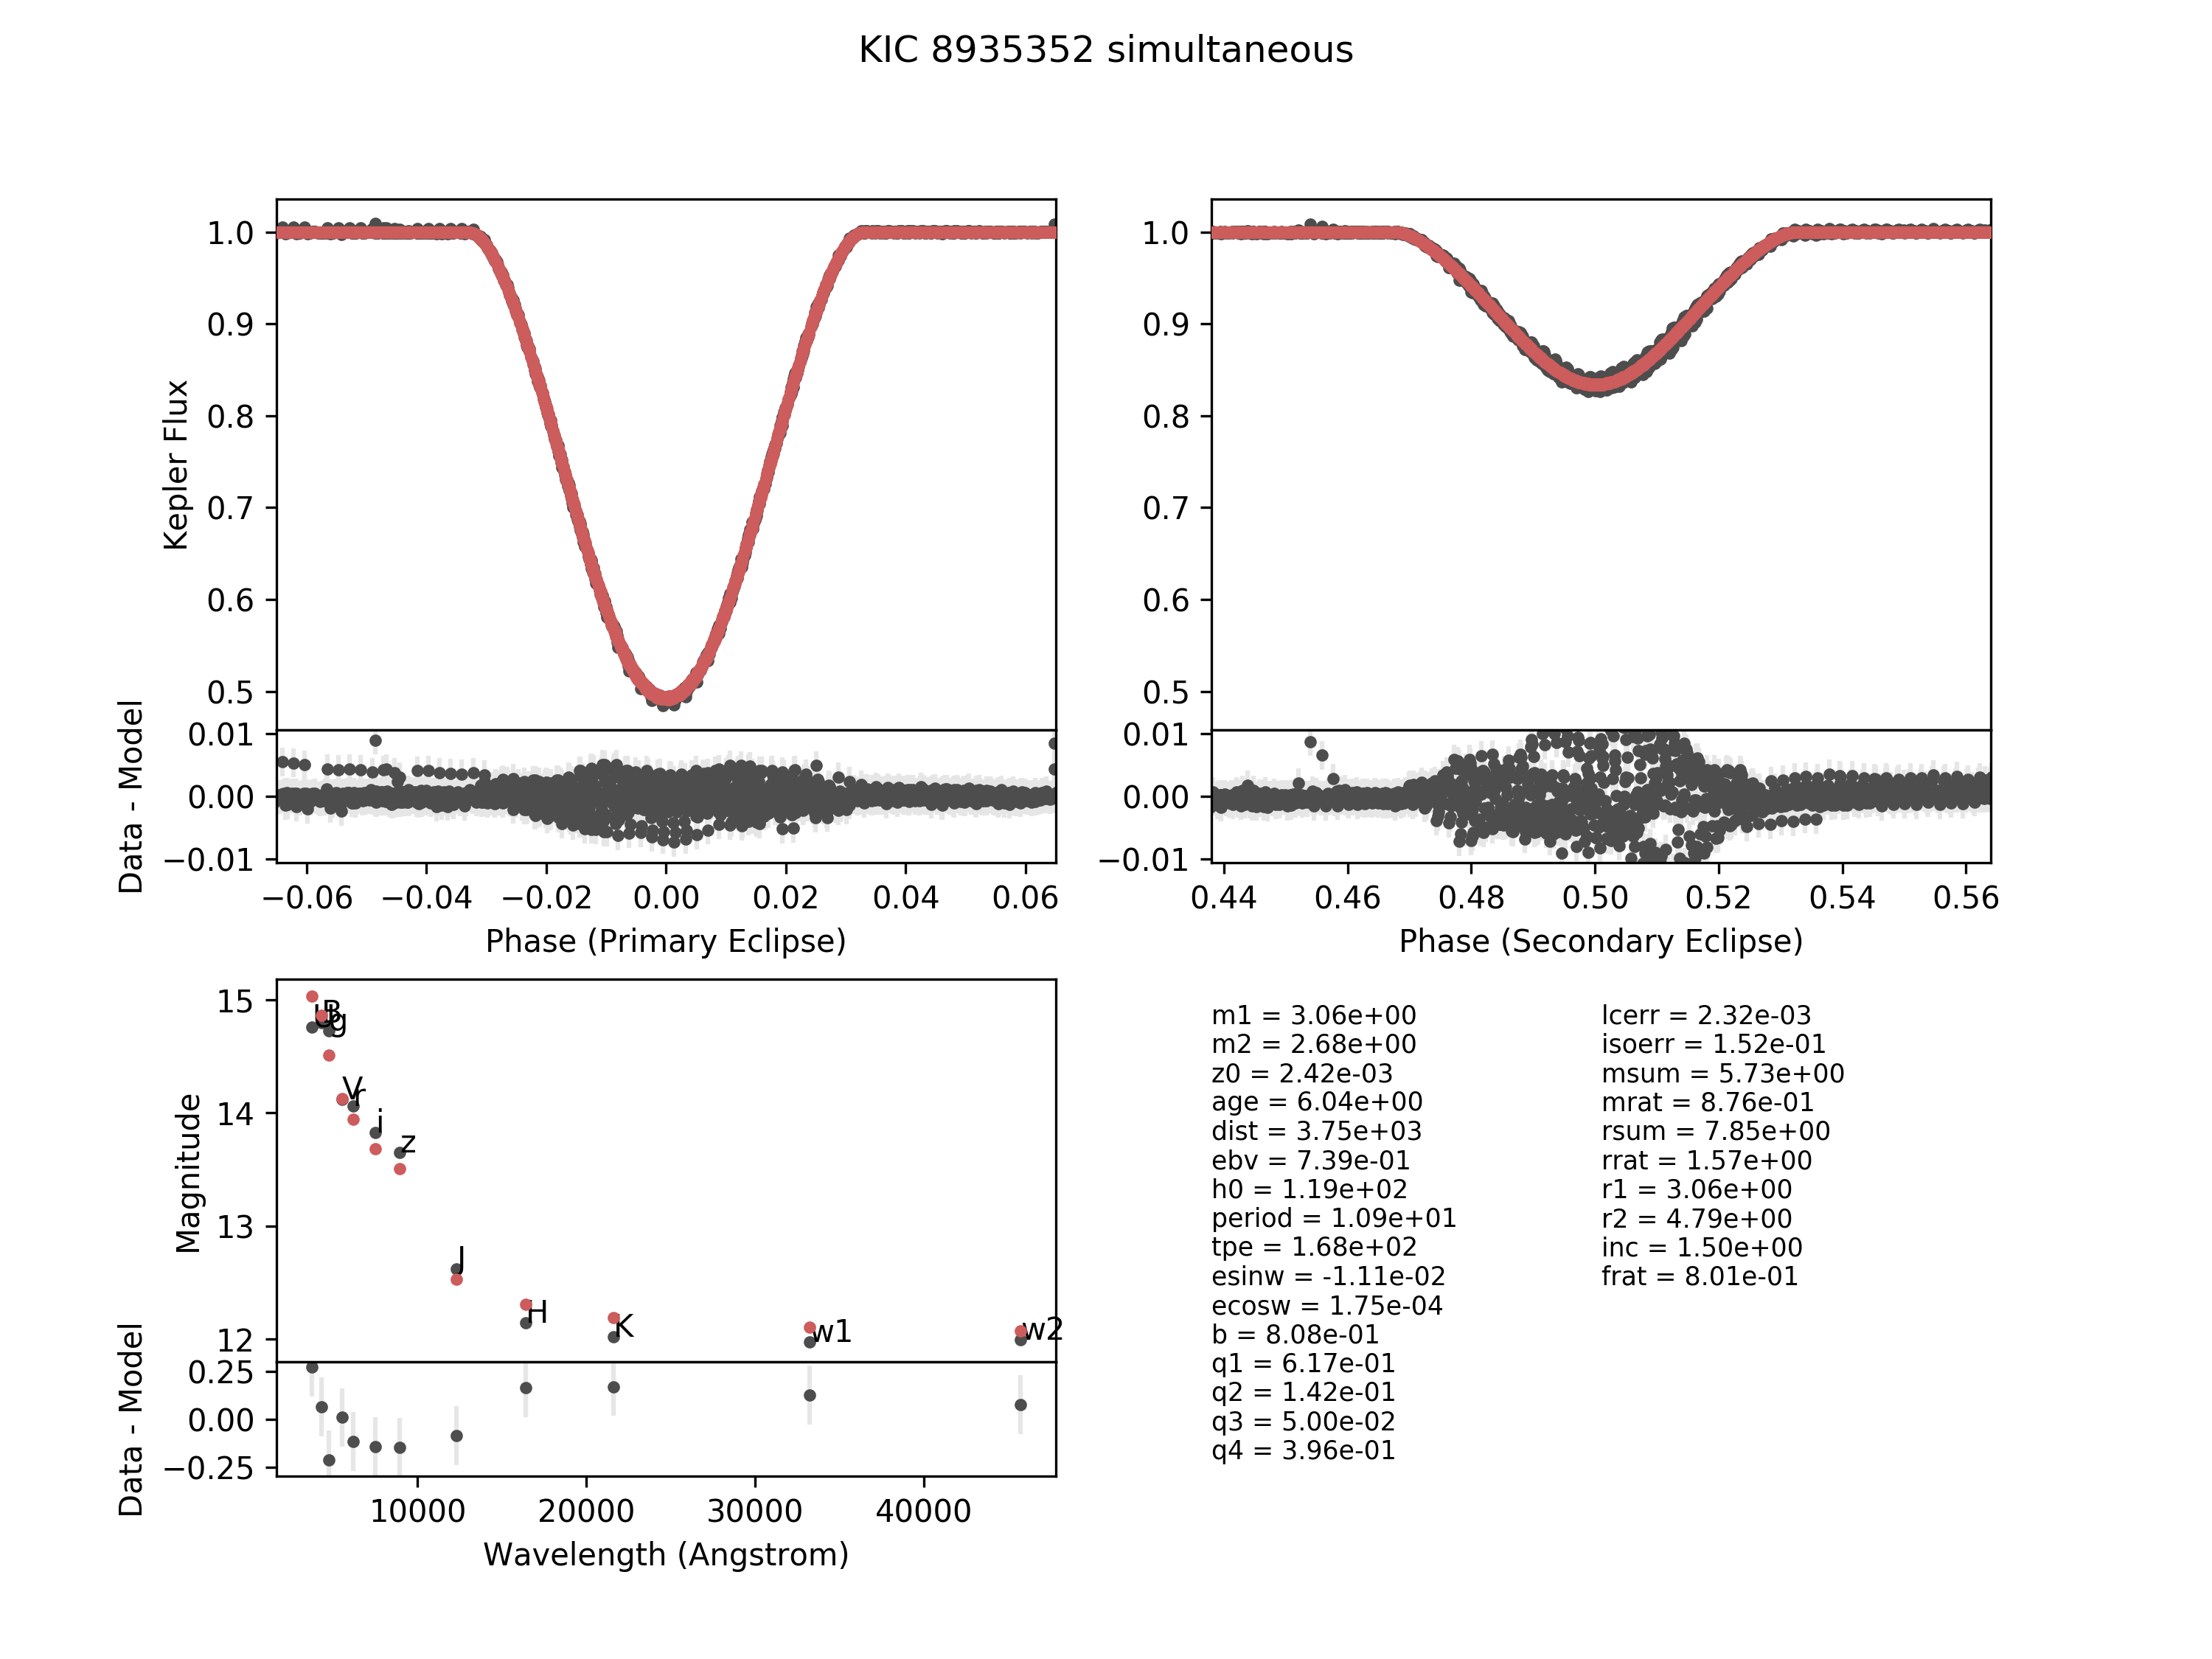 KIC 8935352 simultaneous
1.0
0.9
0.8
0.7
0.6
0.5
Kepler Flux
0.01
0.00
−0.01
Data - Model
−0.06 −0.04 −0.02 0.00 0.02 0.04 0.06
Phase (Primary Eclipse)
1.0
0.9
0.8
0.7
0.6
0.5
0.01
0.00
−0.01
0.44 0.46 0.48 0.50 0.52 0.54 0.56
Phase (Secondary Eclipse)
15
14
13
12
Magnitude
U B g V r i z J H K w1 w2
0.25
0.00
−0.25
Data - Model
10000 20000 30000 40000
Wavelength (Angstrom)
m1 = 3.06e+00
m2 = 2.68e+00
z0 = 2.42e-03
age = 6.04e+00
dist = 3.75e+03
ebv = 7.39e-01
h0 = 1.19e+02
period = 1.09e+01
tpe = 1.68e+02
esinw = -1.11e-02
ecosw = 1.75e-04
b = 8.08e-01
q1 = 6.17e-01
q2 = 1.42e-01
q3 = 5.00e-02
q4 = 3.96e-01
lcerr = 2.32e-03
isoerr = 1.52e-01
msum = 5.73e+00
mrat = 8.76e-01
rsum = 7.85e+00
rrat = 1.57e+00
r1 = 3.06e+00
r2 = 4.79e+00
inc = 1.50e+00
frat = 8.01e-01